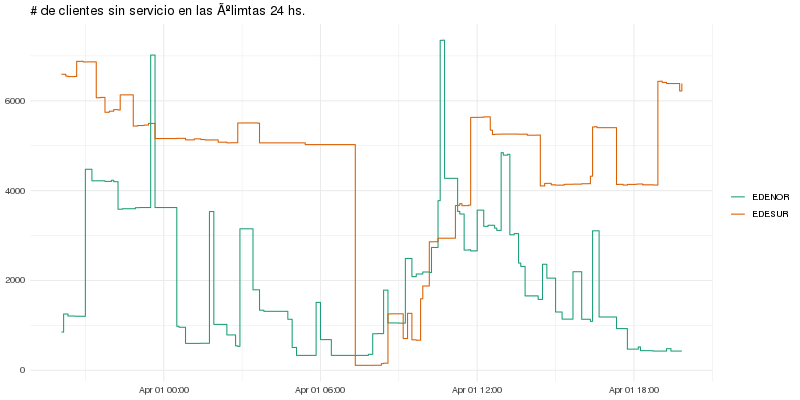 # de clientes sin servicio en las Ãºlimtas 24 hs.
6000
4000
2000
0
Apr 01 00:00
Apr 01 06:00
Apr 01 12:00
Apr 01 18:00
EDENOR
EDESUR